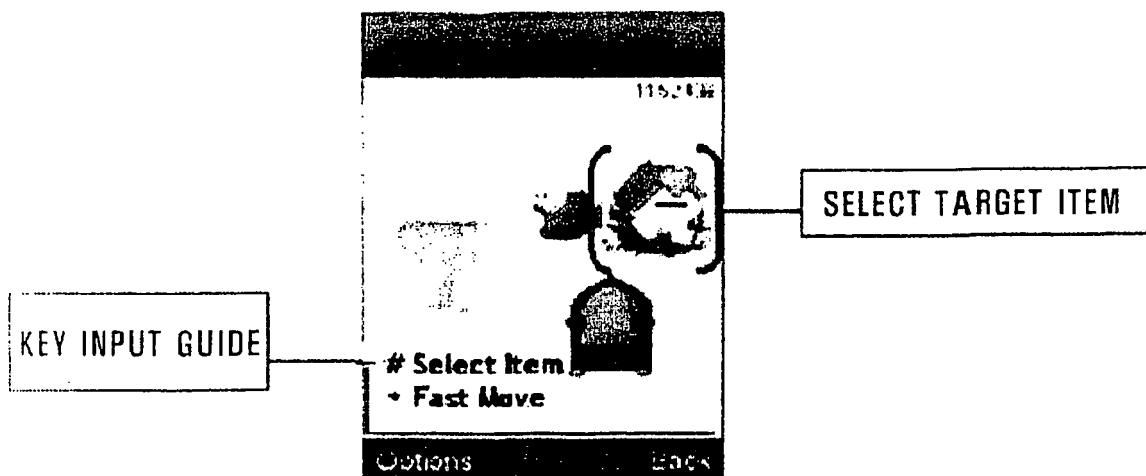 SELECT TARGET ITEM
KEY INPUT GUIDE
# Select Item
* Fast Move
Options
Back